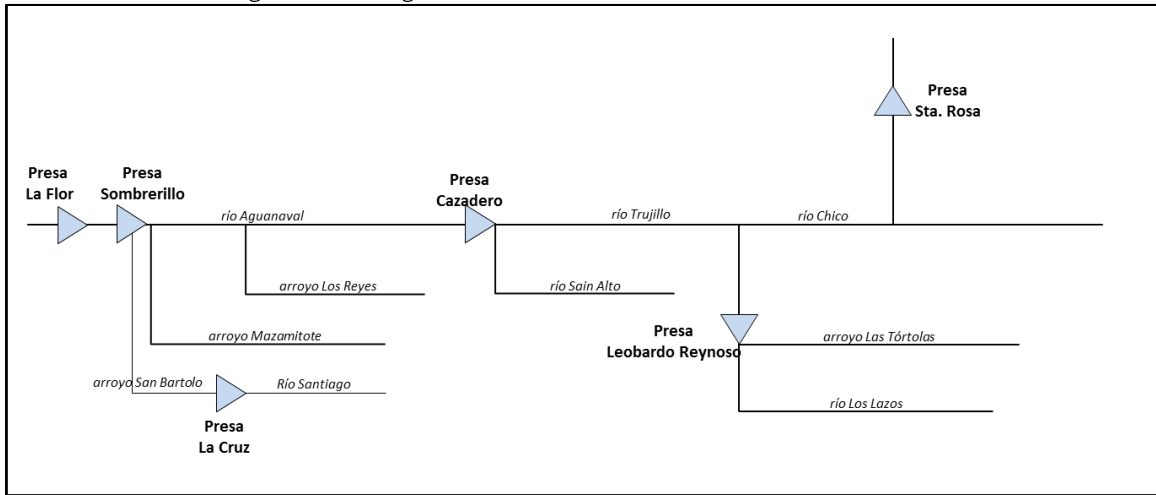 Presa
Sta. Rosa
Presa
La Flor
Presa
Sombrerillo
Presa
Cazadero
río Aguanaval
río Trujillo
río Chico
arroyo Los Reyes
río Sain Alto
arroyo Mazamitote
Presa
Leobardo Reynoso
arroyo Las Tórtolas
arroyo San Bartolo
Río Santiago
río Los Lazos
Presa
La Cruz